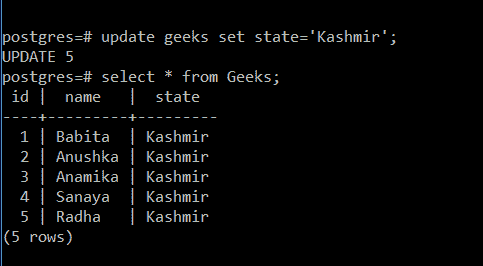 postgres=# update geeks set state='Kashmir';
UPDATE 5
postgres=# select * from Geeks;
 id |  name   |  state
----+---------+---------
  1 | Babita  | Kashmir
  2 | Anushka | Kashmir
  3 | Anamika | Kashmir
  4 | Sanaya  | Kashmir
  5 | Radha   | Kashmir
(5 rows)